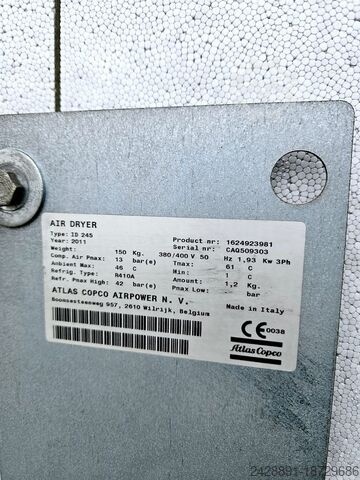 AIR DRYER
Type: ID 245
Year: 2011 Product nr: 1624923981
Weight: 150 Kg. Serial nr: CAQ509303
Comp. Air Pmax: 13 bar(e) 380/400 V 50 Hz 1,93 Kw 3Ph
Ambient Max: 46 C Tmax: 61 C
Refrig. Type: R410A Min: 1 C
Refr. Pmax High: 42 bar(e) Amount: 1,2 Kg.
Pmax Low: bar
ATLAS COPCO AIRPOWER N.V.
Boomsesteenweg 957, 2610 Wilrijk, Belgium
Made in Italy
CE 0038
Atlas Copco
2428891-18729686